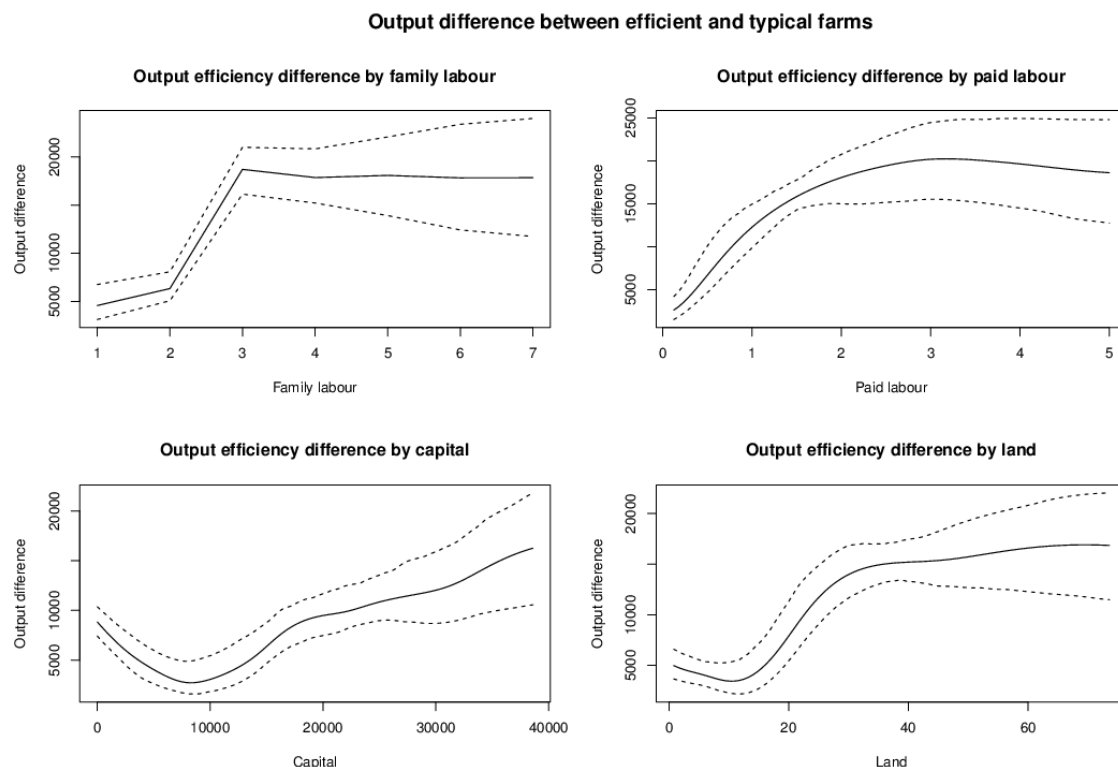 Output difference between efficient and typical farms
Output efficiency difference by family labour
Output difference
5000
10000
20000
1 2 3 4 5 6 7
Family labour
Output efficiency difference by paid labour
Output difference
5000
15000
25000
0 1 2 3 4 5
Paid labour
Output efficiency difference by capital
Output difference
5000
10000
20000
0 10000 20000 30000 40000
Capital
Output efficiency difference by land
Output difference
5000
10000
20000
0 20 40 60
Land